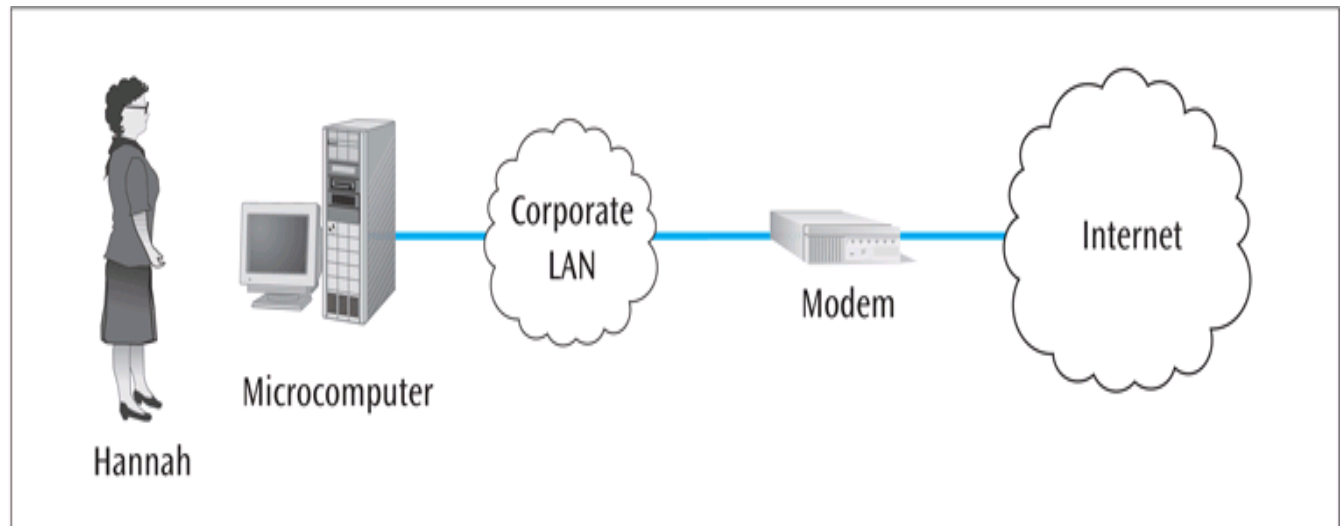 Hannah
Microcomputer
Corporate
LAN
Modem
Internet